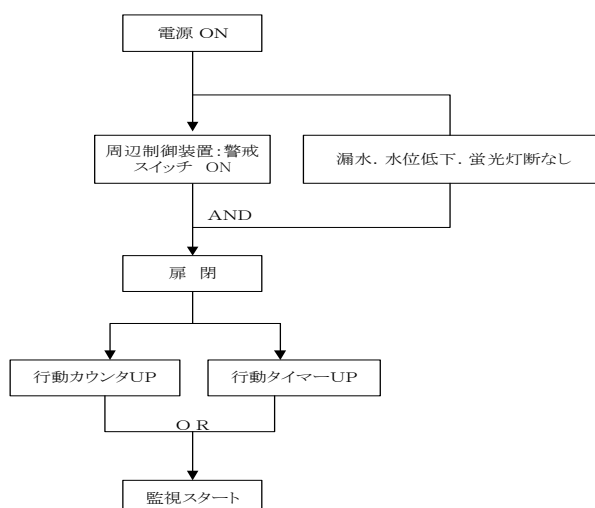 電源 ON
周辺制御装置:警戒
スイッチ ON
漏水．水位低下．蛍光灯断なし
AND
扉 閉
行動カウンタUP
行動タイマーUP
O R
監視スタート